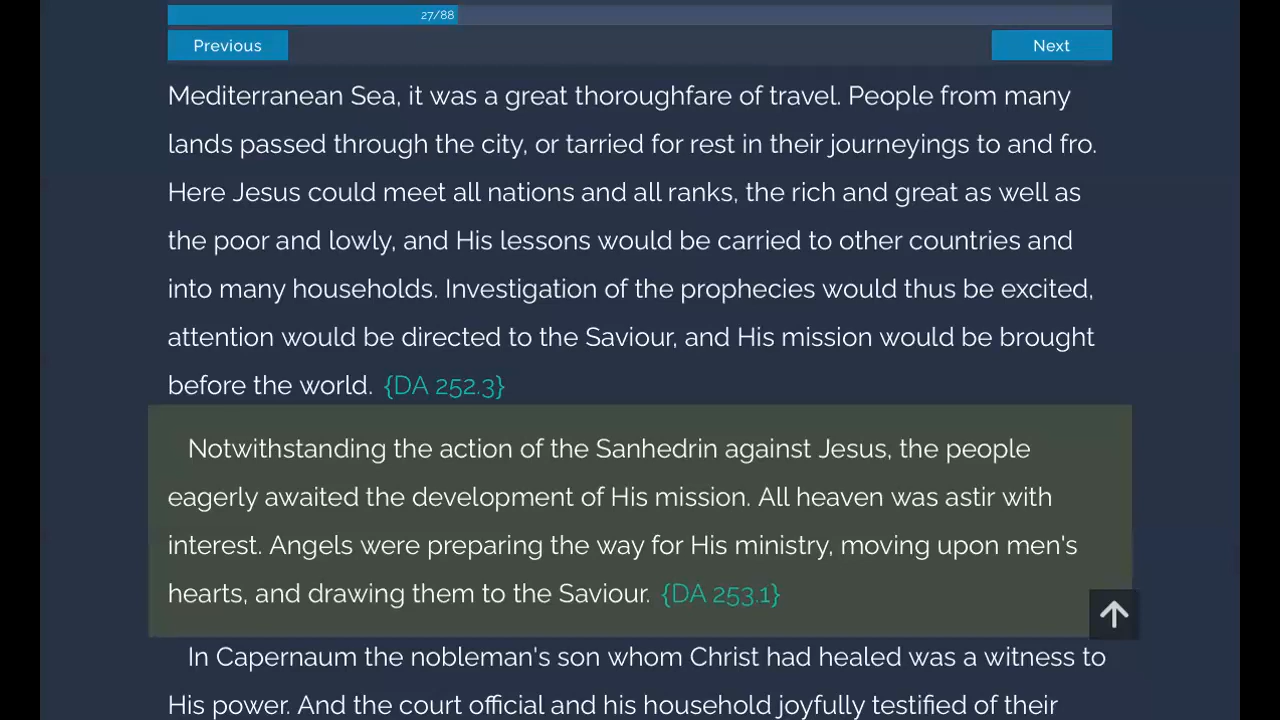 27/88
Previous
Next
Mediterranean Sea, it was a great thoroughfare of travel. People from many
lands passed through the city, or tarried for rest in their journeyings to and fro.
Here Jesus could meet all nations and all ranks, the rich and great as well as
the poor and lowly, and His lessons would be carried to other countries and
into many households. Investigation of the prophecies would thus be excited,
attention would be directed to the Saviour, and His mission would be brought
before the world. {DA 252.3}
Notwithstanding the action of the Sanhedrin against Jesus, the people
eagerly awaited the development of His mission. All heaven was astir with
interest. Angels were preparing the way for His ministry, moving upon men's
hearts, and drawing them to the Saviour. {DA 253.1}
In Capernaum the nobleman's son whom Christ had healed was a witness to
His power. And the court official and his household joyfully testified of their